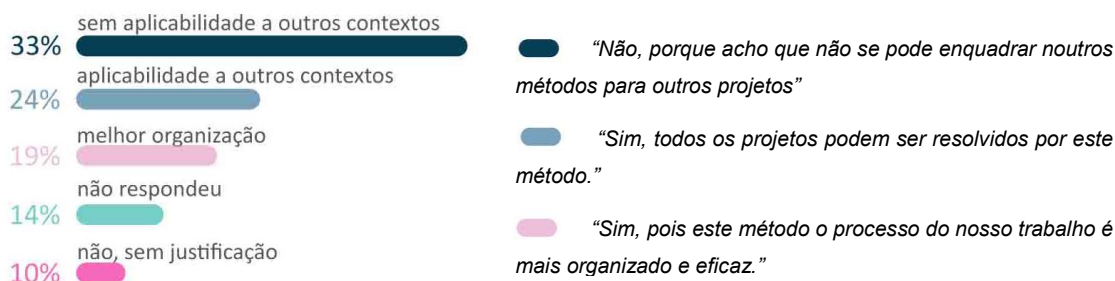 sem aplicabilidade a outros contextos
33%
aplicabilidade a outros contextos
24%
melhor organização
19%
não respondeu
14%
não, sem justificação
10%
“Não, porque acho que não se pode enquadrar noutros
métodos para outros projetos”
“Sim, todos os projetos podem ser resolvidos por este
método.”
“Sim, pois este método o processo do nosso trabalho é
mais organizado e eficaz.”